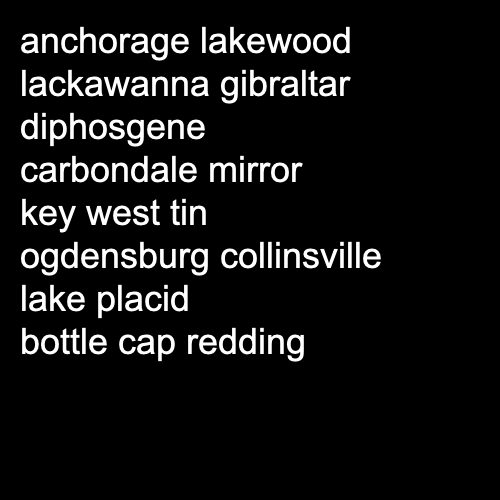 anchorage lakewood
lackawanna gibraltar
diphosgene
carbondale mirror
key west tin
ogdensburg collinsville
lake placid
bottle cap redding